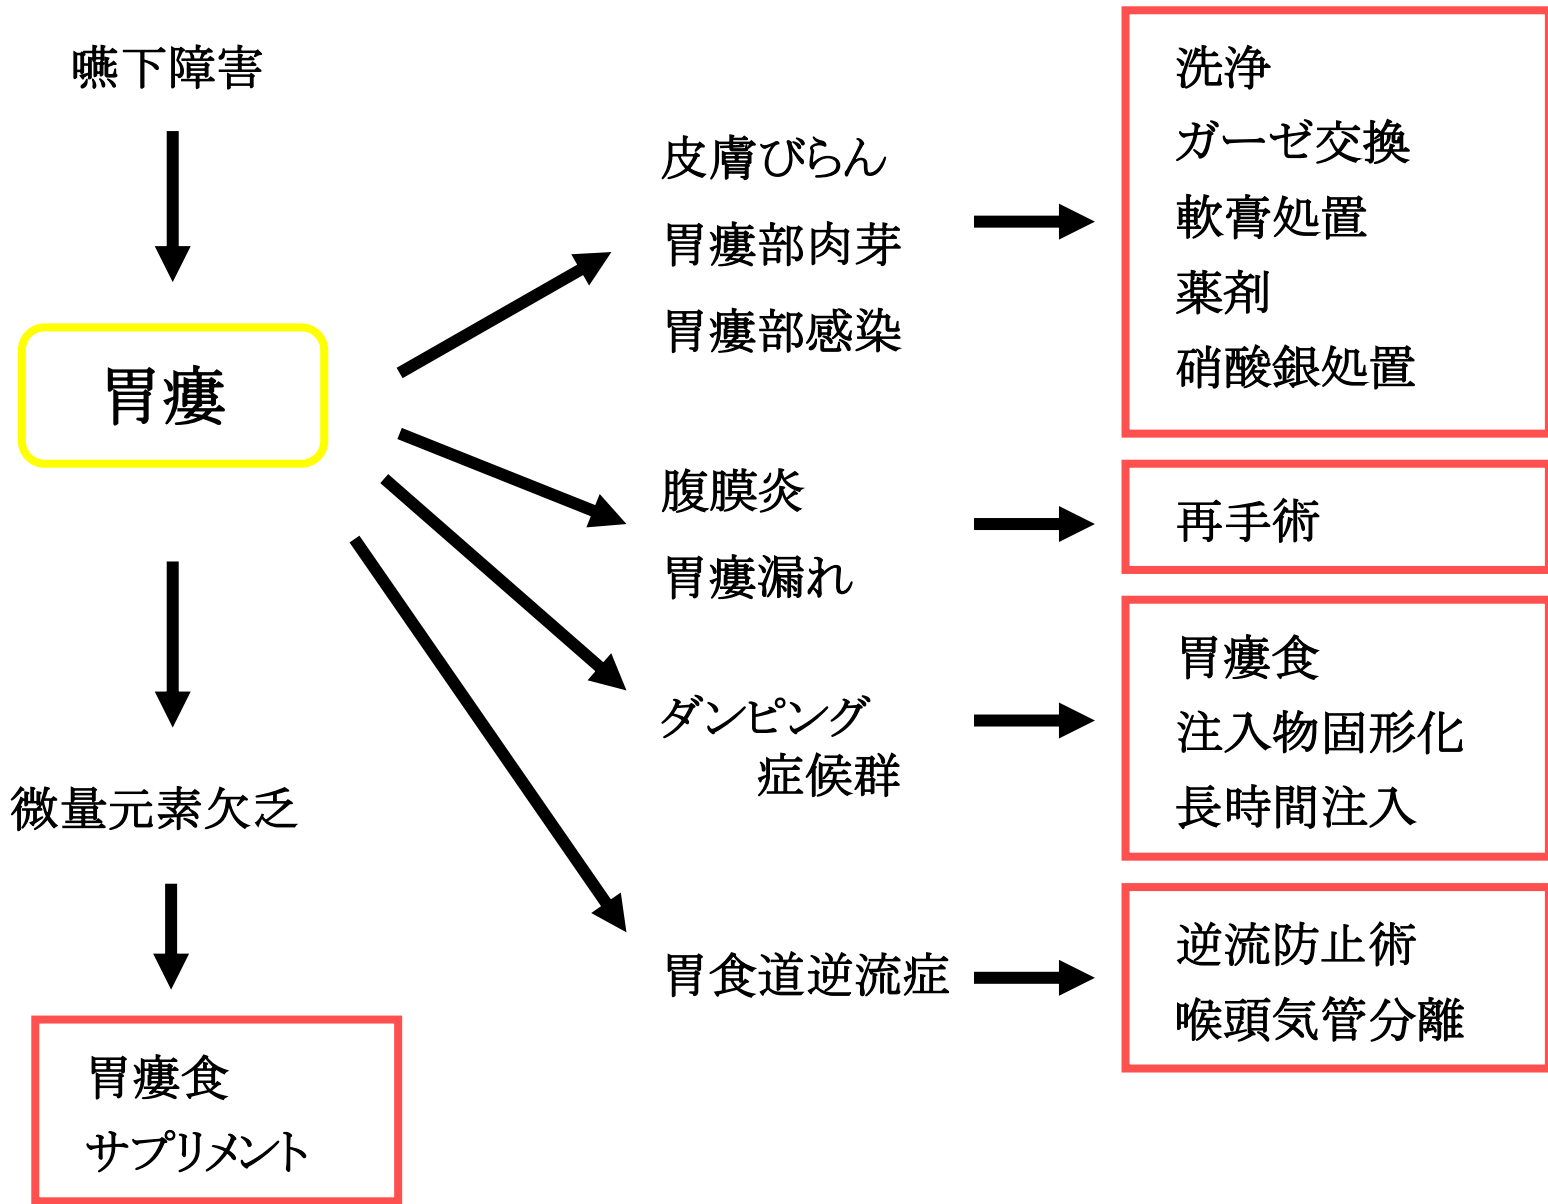 嚥下障害
胃瘻
微量元素欠乏
胃瘻食
サプリメント
皮膚びらん
胃瘻部肉芽
胃瘻部感染
洗浄
ガーゼ交換
軟膏処置
薬剤
硝酸銀処置
腹膜炎
胃瘻漏れ
再手術
ダンピング
症候群
胃瘻食
注入物固形化
長時間注入
胃食道逆流症
逆流防止術
喉頭気管分離